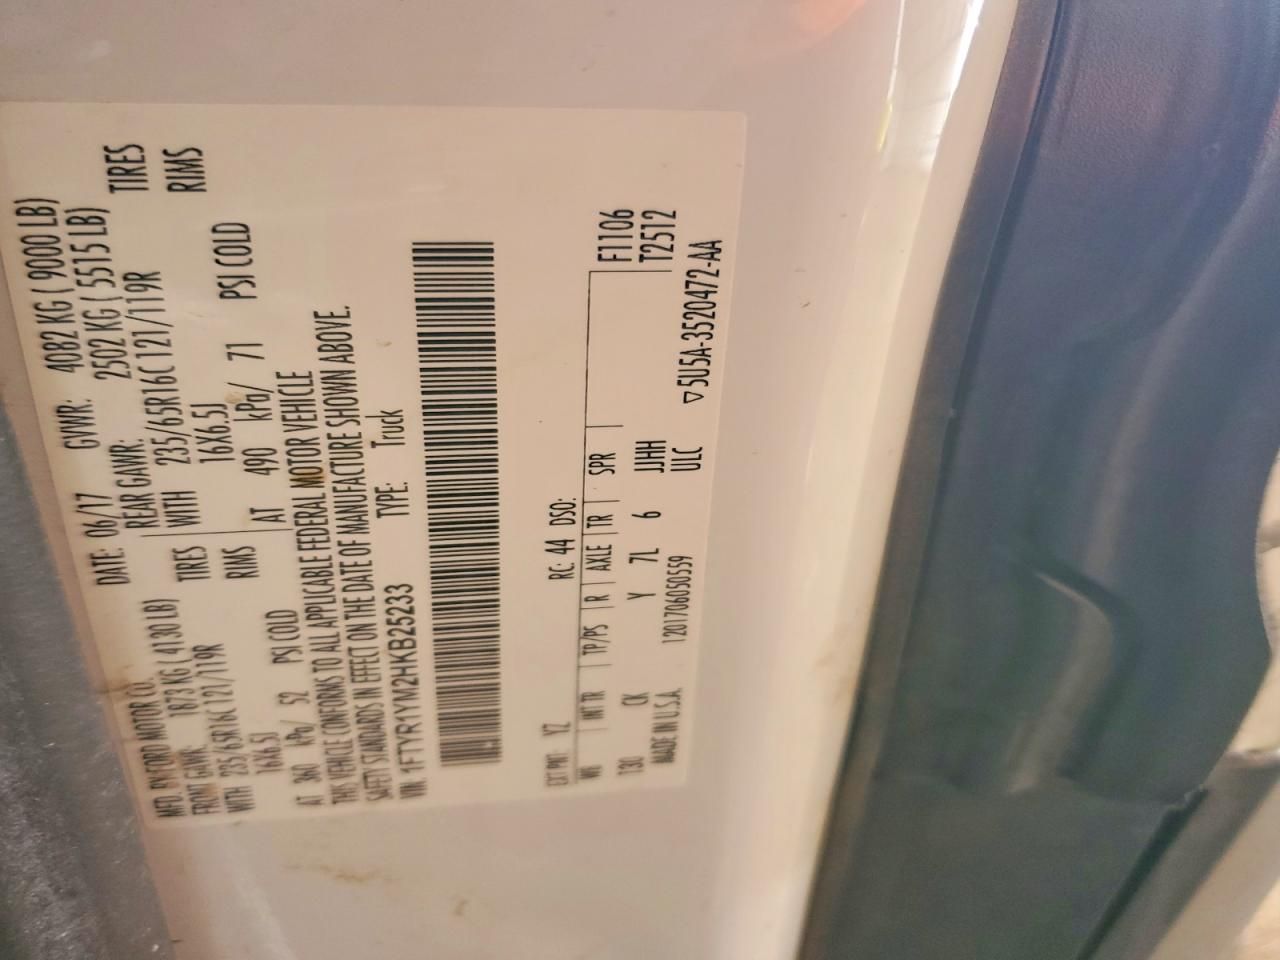 MFD. BY FORD MOTOR CO. DATE: 06/17 GVWR: 4082 KG ( 9000 LB)
FRONT GAWR: 1873 KG ( 4130 LB) REAR GAWR: 2502 KG ( 5515 LB)
WITH 235/65R16C 121/119R TIRES WITH 235/65R16C 121/119R TIRES
16X6.5J RIMS 16X6.5J RIMS
AT 360 kPa/ 52 PSI COLD AT 490 kPa/ 71 PSI COLD
THIS VEHICLE CONFORMS TO ALL APPLICABLE FEDERAL MOTOR VEHICLE
SAFETY STANDARDS IN EFFECT ON THE DATE OF MANUFACTURE SHOWN ABOVE.
VIN: 1FTYR1YM2HKB25233 TYPE: Truck
EXT PNT: YZ RC: 44 DSO:
WB INT TR TP/PS R AXLE TR SPR F1106
130 CK Y 7L 6 JJHH T2512
MADE IN U.S.A. 1201706050559 ULC
▽5U5A-3520472-AA